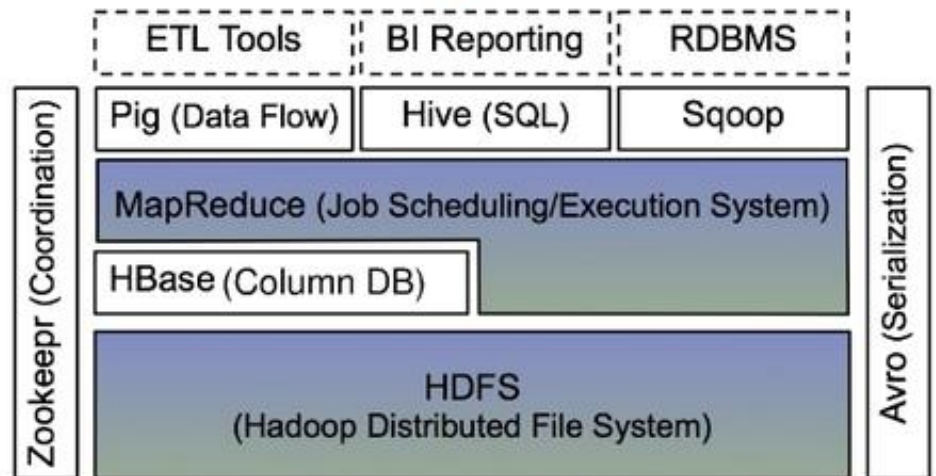 ETL Tools
BI Reporting
RDBMS
Pig (Data Flow)
Hive (SQL)
Sqoop
MapReduce (Job Scheduling/Execution System)
HBase (Column DB)
HDFS
(Hadoop Distributed File System)
Zookeepr (Coordination)
Avro (Serialization)